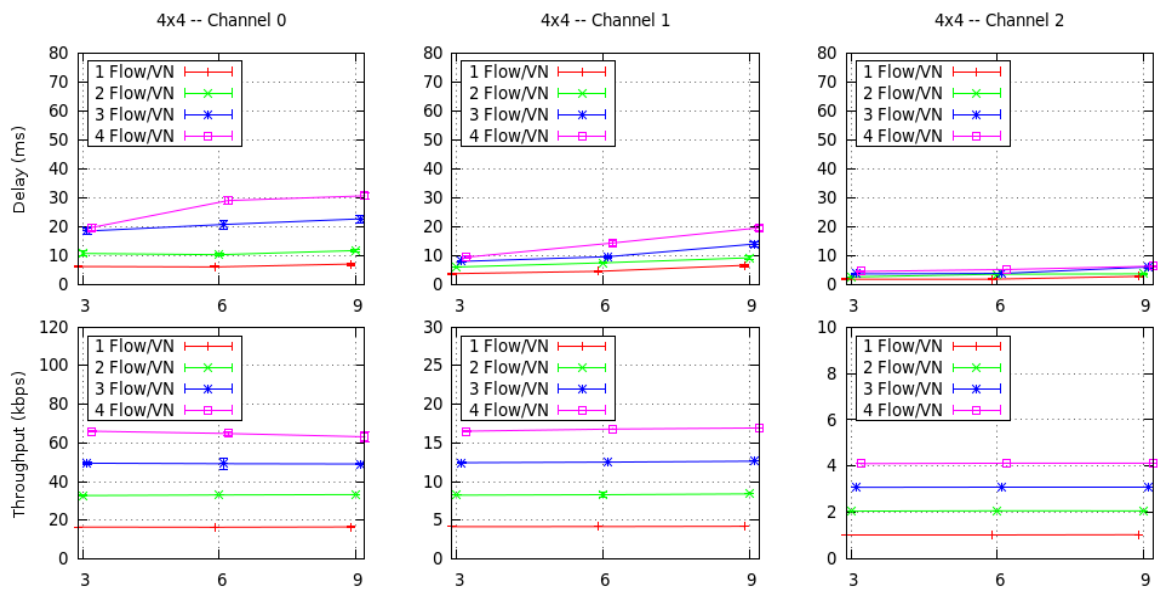 4x4 -- Channel 0
4x4 -- Channel 1
4x4 -- Channel 2
Delay (ms)
80
70
60
50
40
30
20
10
0
1 Flow/VN
2 Flow/VN
3 Flow/VN
4 Flow/VN
3 6 9
80
70
60
50
40
30
20
10
0
1 Flow/VN
2 Flow/VN
3 Flow/VN
4 Flow/VN
3 6 9
80
70
60
50
40
30
20
10
0
1 Flow/VN
2 Flow/VN
3 Flow/VN
4 Flow/VN
3 6 9
Throughput (kbps)
120
100
80
60
40
20
0
1 Flow/VN
2 Flow/VN
3 Flow/VN
4 Flow/VN
3 6 9
30
25
20
15
10
5
0
1 Flow/VN
2 Flow/VN
3 Flow/VN
4 Flow/VN
3 6 9
10
8
6
4
2
0
1 Flow/VN
2 Flow/VN
3 Flow/VN
4 Flow/VN
3 6 9